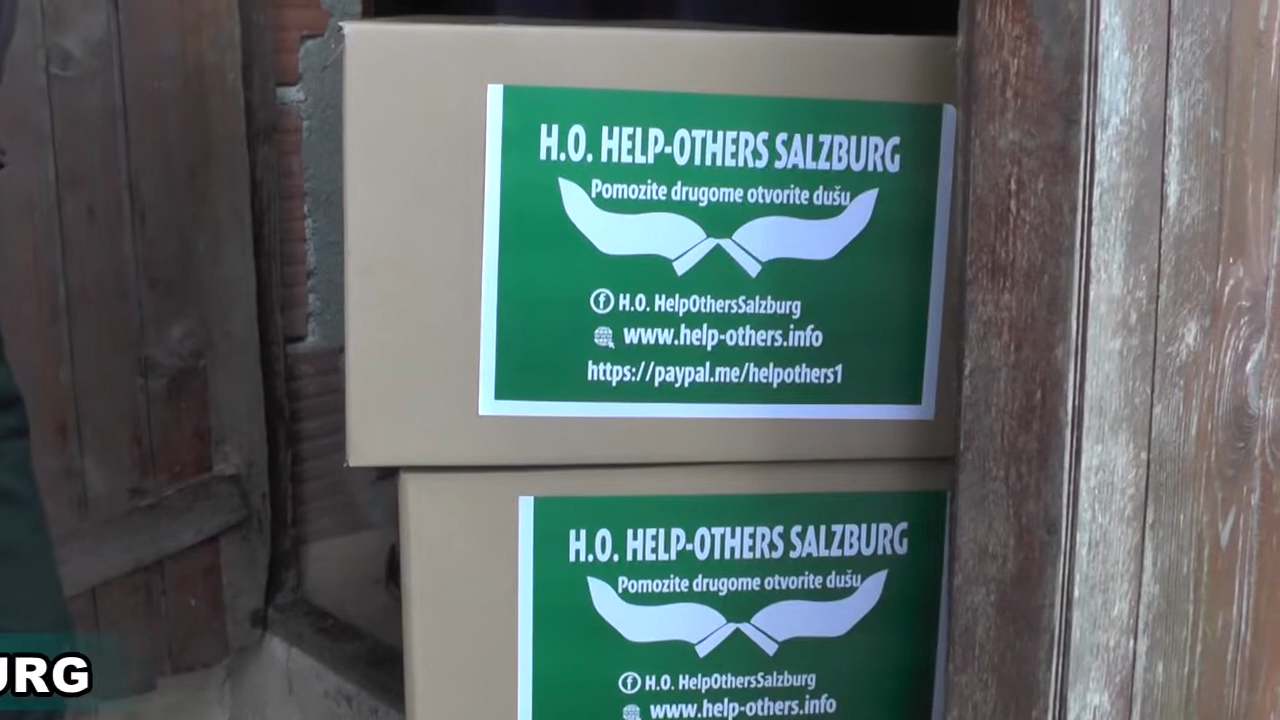 H.O. HELP-OTHERS SALZBURG
Pomozite drugome otvorite dušu
H.O. HelpOthersSalzburg
www.help-others.info
https://paypal.me/helpothers1
H.O. HELP-OTHERS SALZBURG
Pomozite drugome otvorite dušu
H.O. HelpOthersSalzburg
www.help-others.info
URG